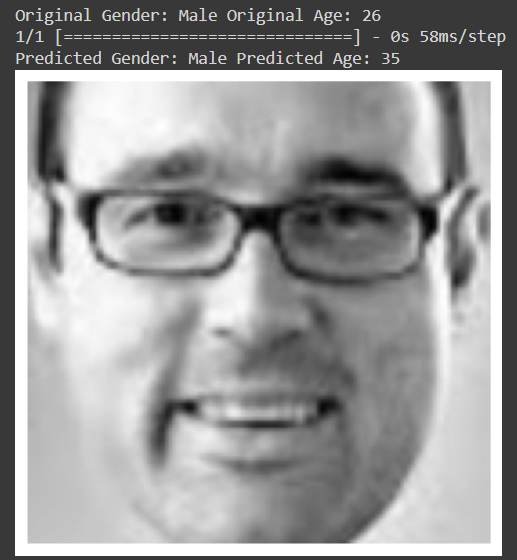 Original Gender: Male Original Age: 26
1/1 [==============================] - 0s 58ms/step
Predicted Gender: Male Predicted Age: 35